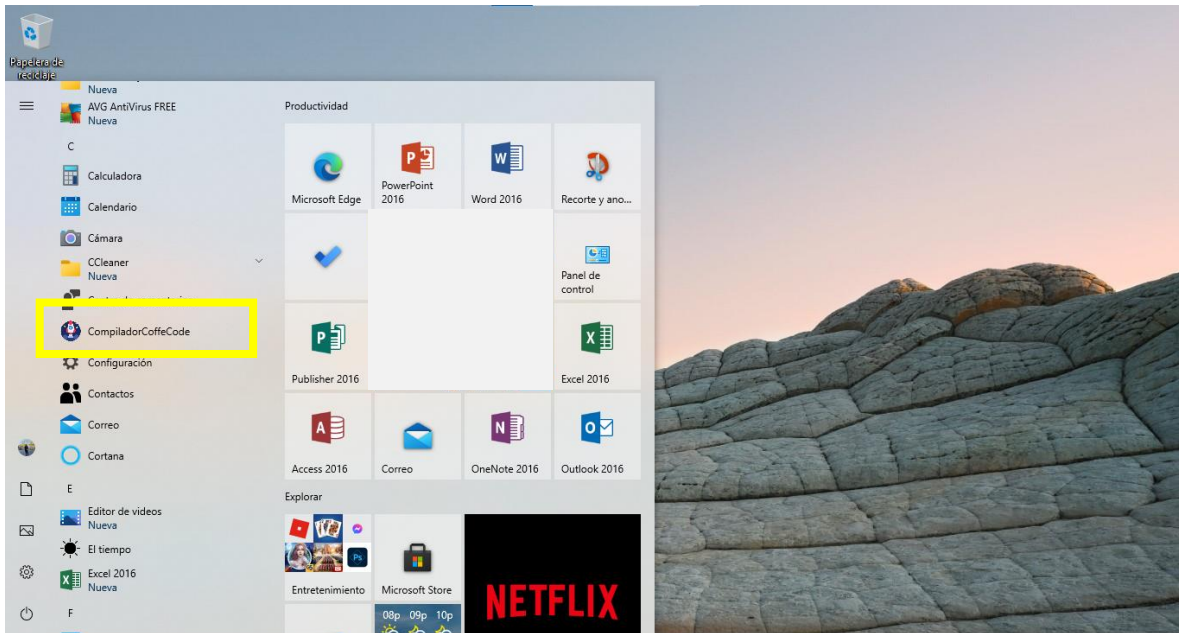 Papelera de
reciclaje
Nueva
AVG AntiVirus FREE
Nueva
C
Calculadora
Calendario
Cámara
CCleaner
Nueva
CompiladorCoffeCode
Configuración
Contactos
Correo
Cortana
E
Editor de videos
Nueva
El tiempo
Excel 2016
Nueva
F
Productividad
Microsoft Edge
PowerPoint
2016
Word 2016
Recorte y ano...
Panel de
control
Publisher 2016
Excel 2016
Access 2016
Correo
OneNote 2016
Outlook 2016
Explorar
Ps
Entretenimiento
Microsoft Store
NETFLIX
08p 09p 10p